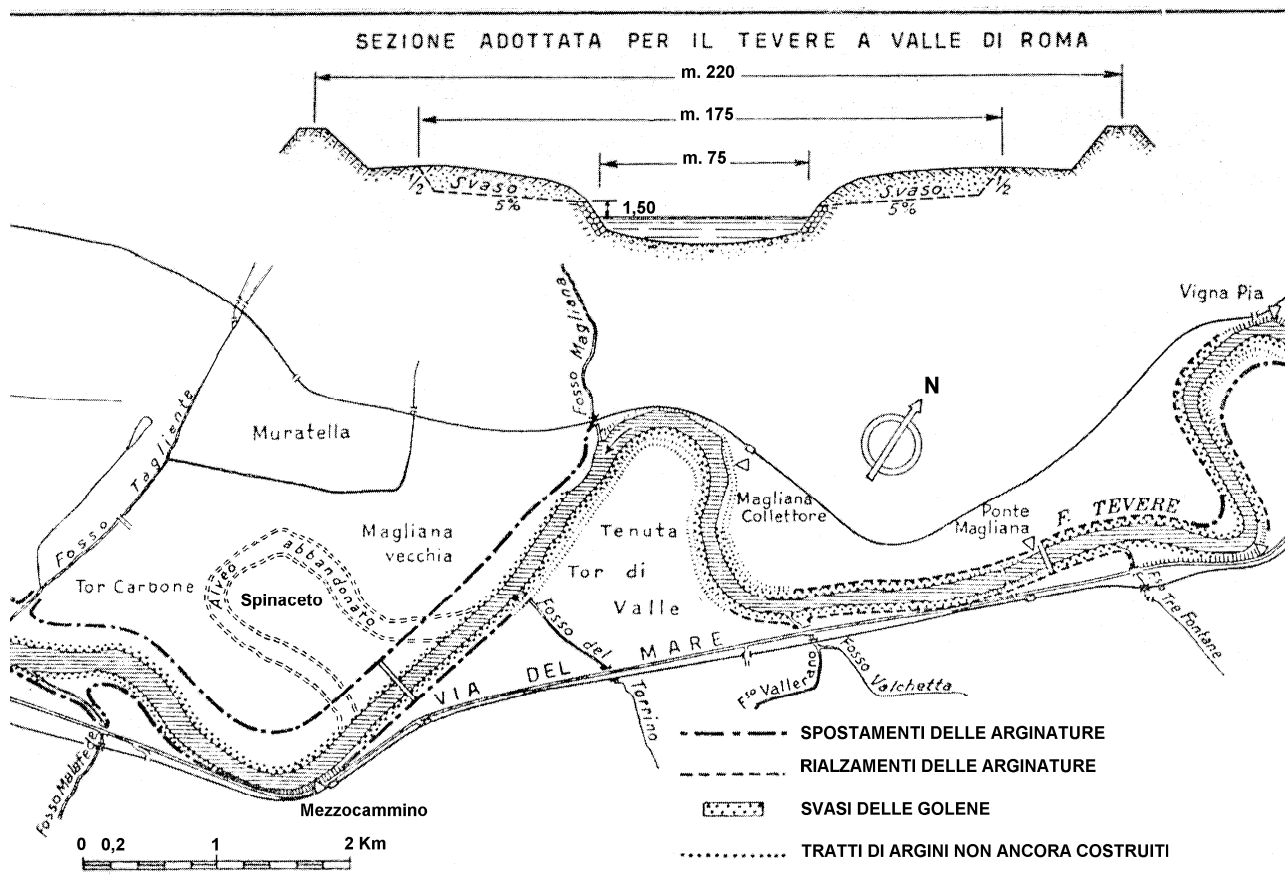 SEZIONE ADOTTATA PER IL TEVERE A VALLE DI ROMA
m. 220
m. 175
m. 75
Svaso
Svaso
1/2
1/2
5%
5%
1,50
Vigna Pia
Fosso Magliana
N
Fosso Tagliente
Muratella
Magliana
Collettore
Ponte
Magliana
F. TEVERE
Magliana
vecchia
Tenuta
Tor di
Valle
Tor Carbone
Alveo abbandonato
Spinaceto
Fso Tre Fontane
Fosso del
Torrino
VIA DEL MARE
Fso Vallerano
Fosso Valchetta
Fosso Malafede
Mezzocammino
SPOSTAMENTI DELLE ARGINATURE
RIALZAMENTI DELLE ARGINATURE
SVASI DELLE GOLENE
TRATTI DI ARGINI NON ANCORA COSTRUITI
0 0,2 1 2 Km